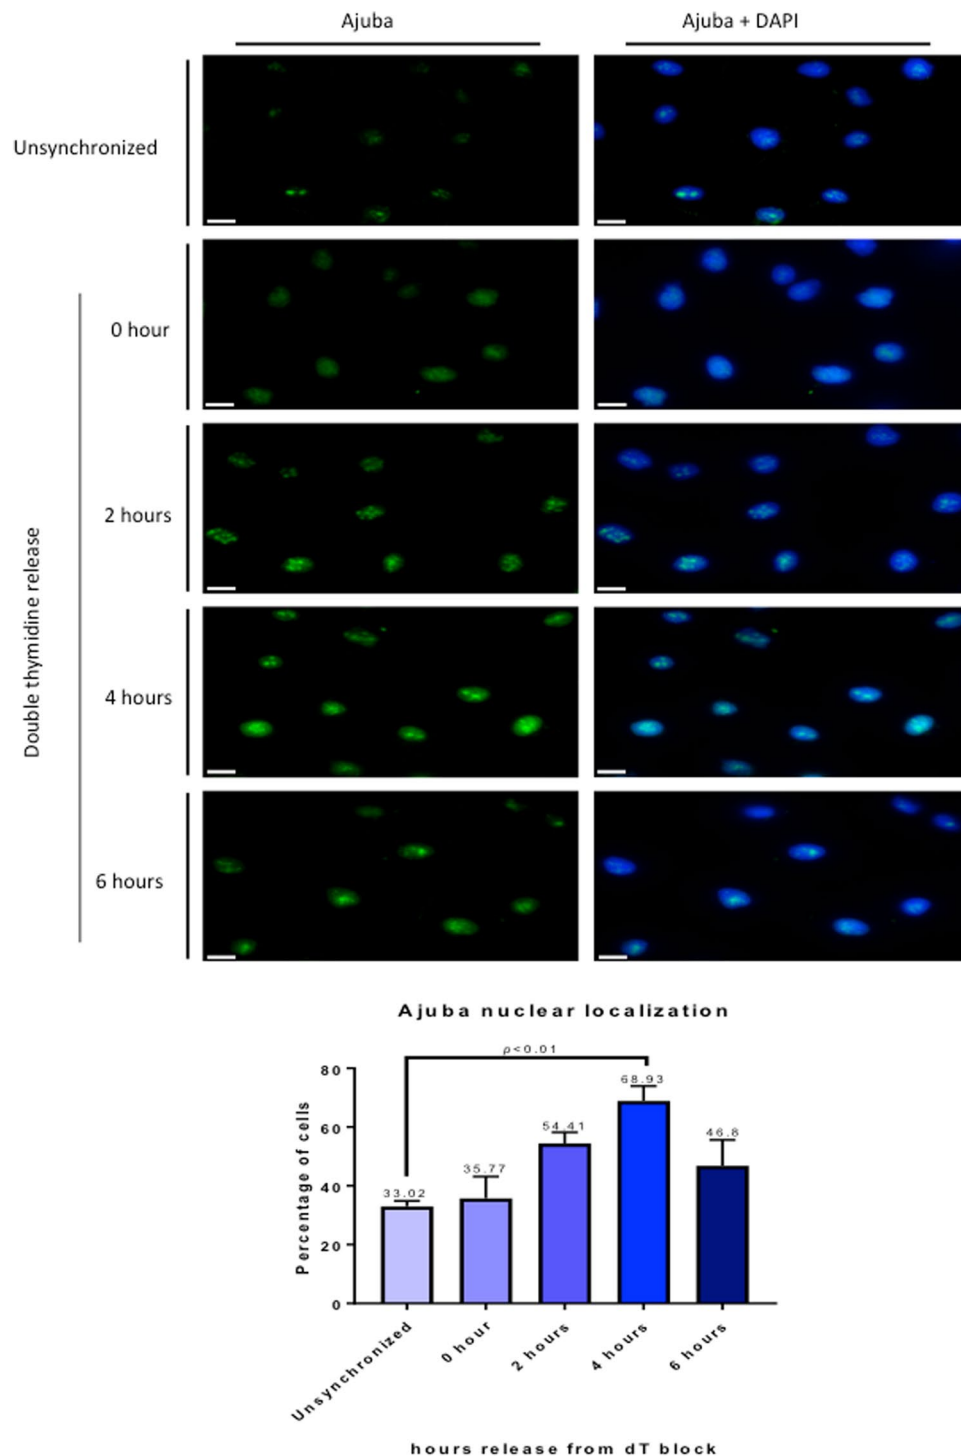 Ajuba
Ajuba + DAPI
Unsynchronized
Double thymidine release
0 hour
2 hours
4 hours
6 hours
Ajuba nuclear localization
p<0.01
Percentage of cells
80
60
40
20
0
33.02
35.77
54.41
68.93
46.8
Unsynchronized
0 hour
2 hours
4 hours
6 hours
hours release from dT block